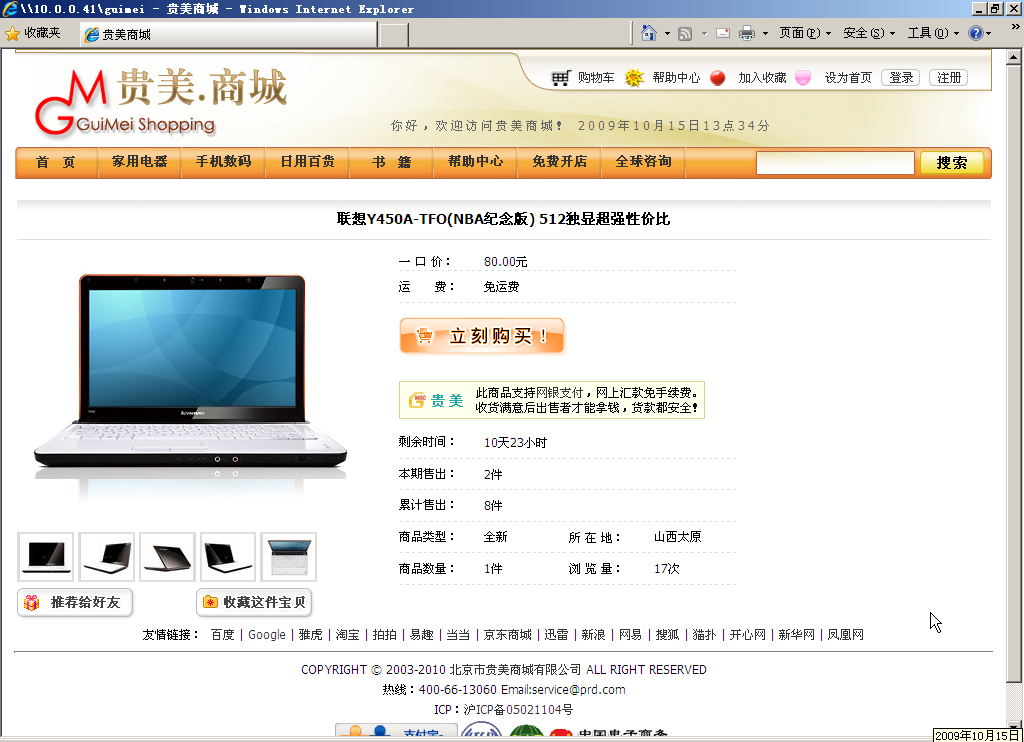 \\10.0.0.41\guimei - 贵美商城 - Windows Internet Explorer
收藏夹 贵美商城 页面(P) 安全(S) 工具(O)
购物车 帮助中心 加入收藏 设为首页 登录 注册
GM 贵美.商城
GuiMei Shopping
你好，欢迎访问贵美商城! 2009年10月15日13点34分
首 页 家用电器 手机数码 日用百货 书 籍 帮助中心 免费开店 全球咨询 搜索
联想Y450A-TFO(NBA纪念版) 512独显超强性价比
一 口 价： 80.00元
运 费： 免运费
立刻购买！
贵美 此商品支持网银支付，网上汇款免手续费。
收货满意后出售者才能拿钱，货款都安全!
lenovo
剩余时间： 10天23小时
本期售出： 2件
累计售出： 8件
商品类型： 全新 所 在 地： 山西太原
商品数量： 1件 浏 览 量： 17次
推荐给好友 收藏这件宝贝
友情链接： 百度 | Google | 雅虎 | 淘宝 | 拍拍 | 易趣 | 当当 | 京东商城 | 迅雷 | 新浪 | 网易 | 搜狐 | 猫扑 | 开心网 | 新华网 | 凤凰网
COPYRIGHT © 2003-2010 北京市贵美商城有限公司 ALL RIGHT RESERVED
热线：400-66-13060 Email:service@prd.com
ICP：沪ICP备05021104号
支付宝
2009年10月15日